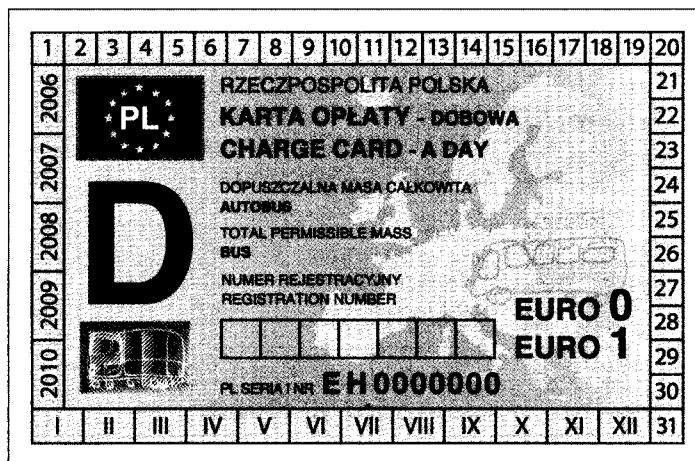 1 2 3 4 5 6 7 8 9 10 11 12 13 14 15 16 17 18 19 20
21
22
23
24
25
26
27
28
29
30
31
2006
2007
2008
2009
2010
PL
RZECZPOSPOLITA POLSKA
KARTA OPŁATY - DOBOWA
CHARGE CARD - A DAY
D
DOPUSZCZALNA MASA CAŁKOWITA
AUTOBUS
TOTAL PERMISSIBLE MASS
BUS
NUMER REJESTRACYJNY
REGISTRATION NUMBER
EURO 0
EURO 1
PL SERIA I NR EH0000000
I II III IV V VI VII VIII IX X XI XII